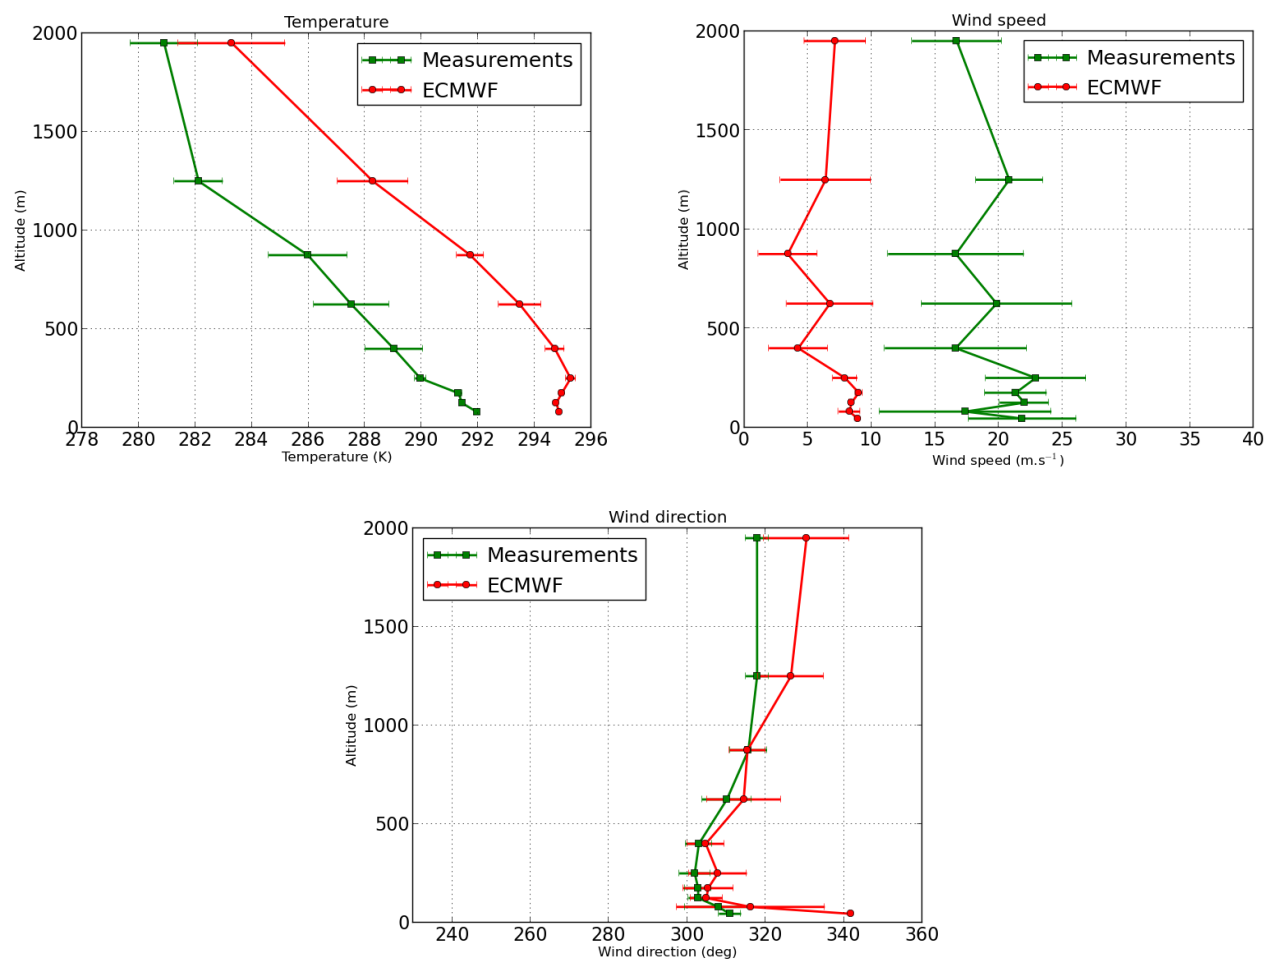 Temperature
2000
1500
1000
500
0
Altitude (m)
Measurements
ECMWF
278 280 282 284 286 288 290 292 294 296
Temperature (K)
Wind speed
2000
1500
1000
500
0
Altitude (m)
Measurements
ECMWF
0 5 10 15 20 25 30 35 40
Wind speed (m.s⁻¹)
Wind direction
2000
1500
1000
500
0
Altitude (m)
Measurements
ECMWF
240 260 280 300 320 340 360
Wind direction (deg)